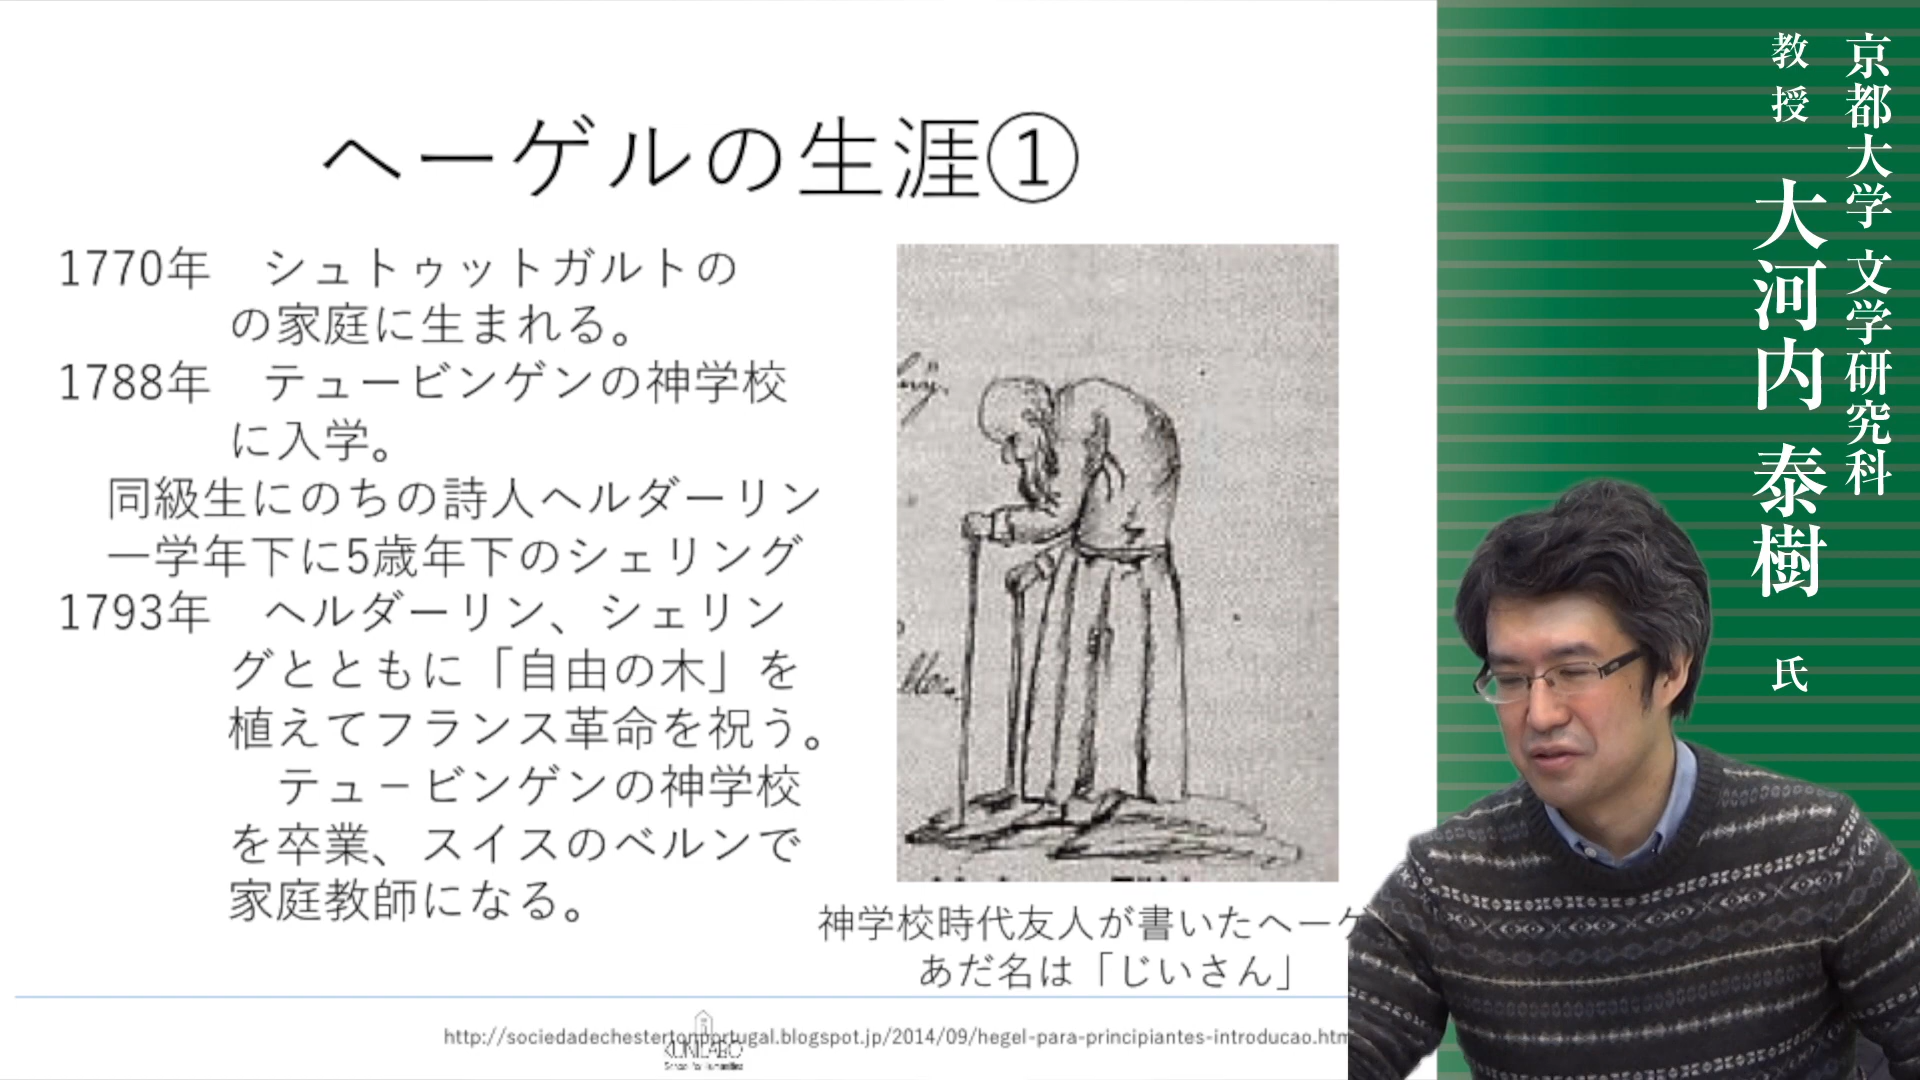 ヘーゲルの生涯①
1770年　シュトゥットガルトの
の家庭に生まれる。
1788年　テュービンゲンの神学校
に入学。
同級生にのちの詩人ヘルダーリン
一学年下に5歳年下のシェリング
1793年　ヘルダーリン、シェリン
グとともに「自由の木」を
植えてフランス革命を祝う。
テュ－ビンゲンの神学校
を卒業、スイスのベルンで
家庭教師になる。
神学校時代友人が書いたヘーゲ
あだ名は「じいさん」
http://sociedadechestertonportugal.blogspot.jp/2014/09/hegel-para-principiantes-introducao.htm
京都大学 文学研究科
教授 大河内 泰樹 氏